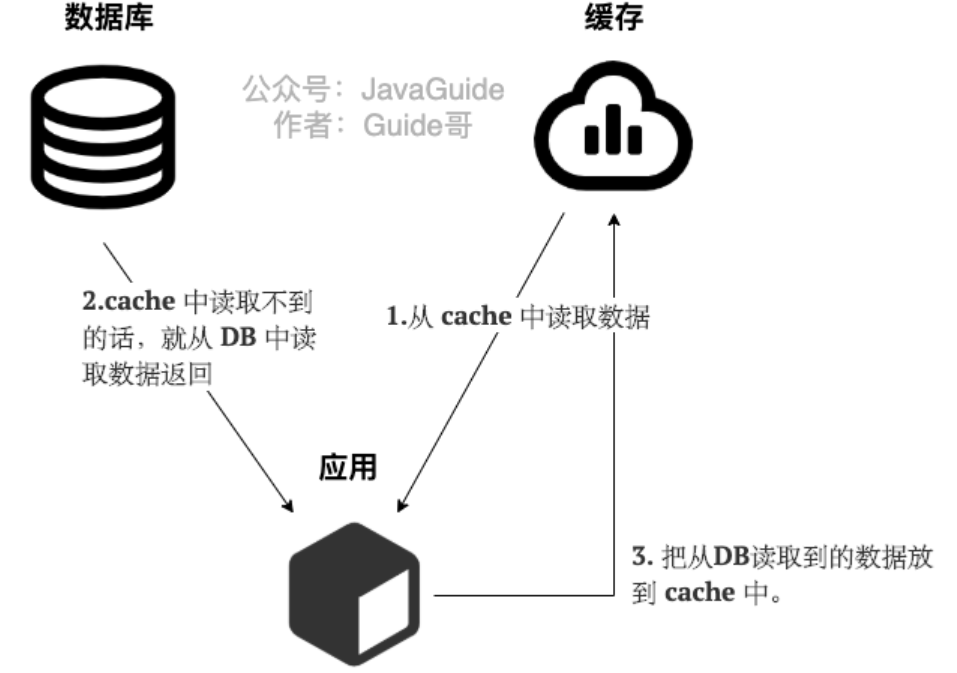 数据库
缓存
公众号：JavaGuide
作者：Guide哥
2.cache 中读取不到
的话，就从 DB 中读
取数据返回
1.从 cache 中读取数据
应用
3. 把从DB读取到的数据放
到 cache 中。